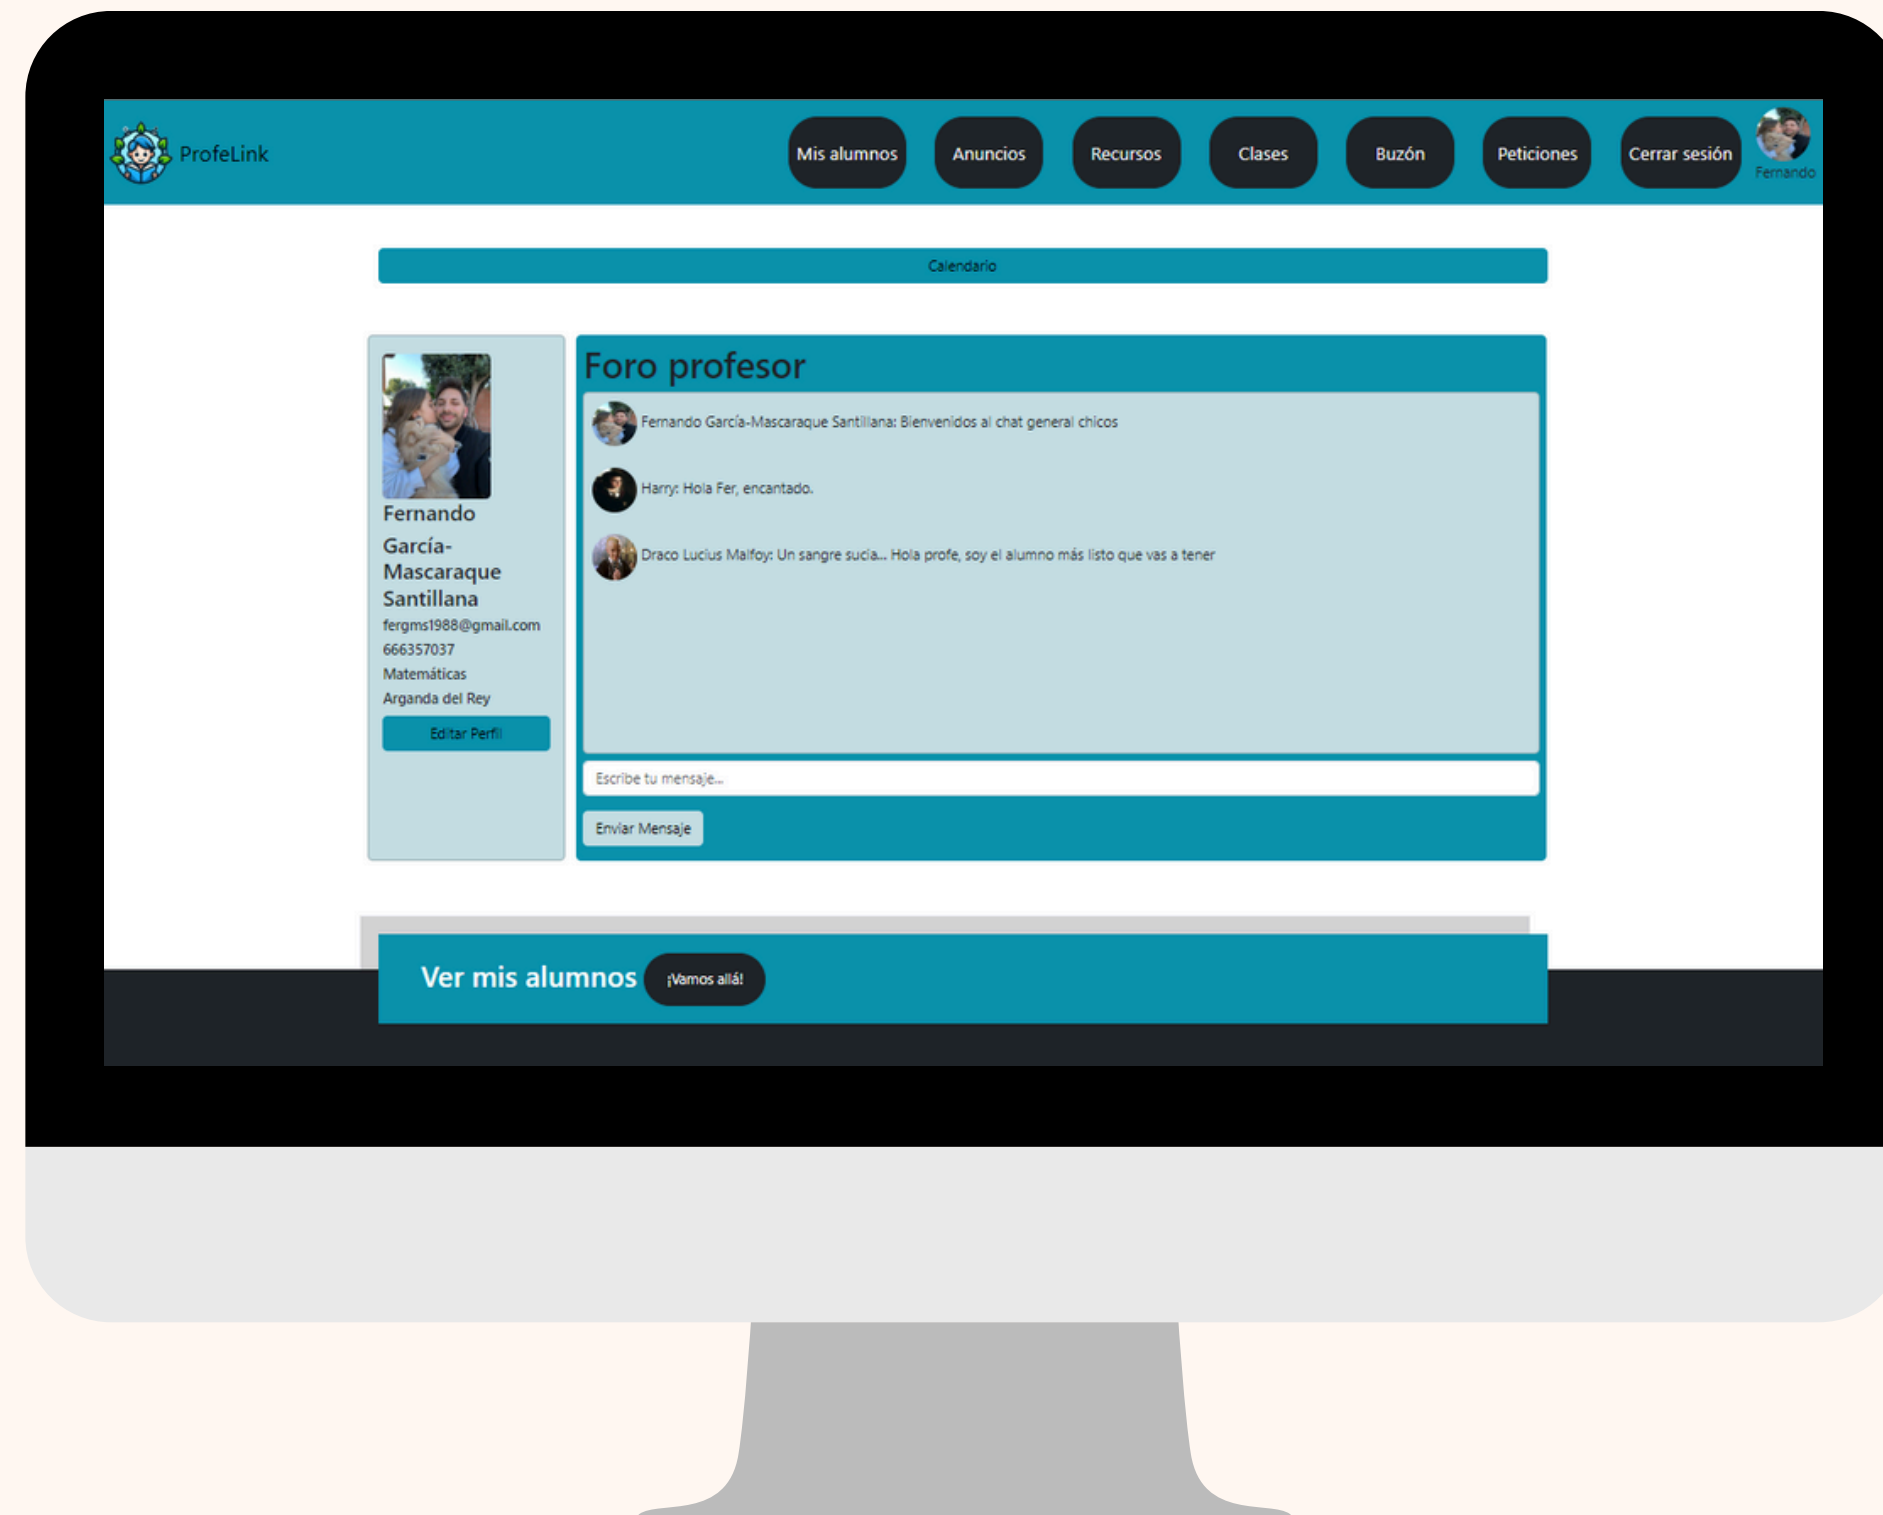 ProfeLink
Mis alumnos
Anuncios
Recursos
Clases
Buzón
Peticiones
Cerrar sesión
Fernando
Calendario
Fernando
García-
Mascaraque
Santillana
fergms1988@gmail.com
666357037
Matemáticas
Arganda del Rey
Editar Perfil
Foro profesor
Fernando García-Mascaraque Santillana: Bienvenidos al chat general chicos
Harry: Hola Fer, encantado.
Draco Lucius Malfoy: Un sangre sucia... Hola profe, soy el alumno más listo que vas a tener
Escribe tu mensaje...
Enviar Mensaje
Ver mis alumnos
¡Vamos allá!